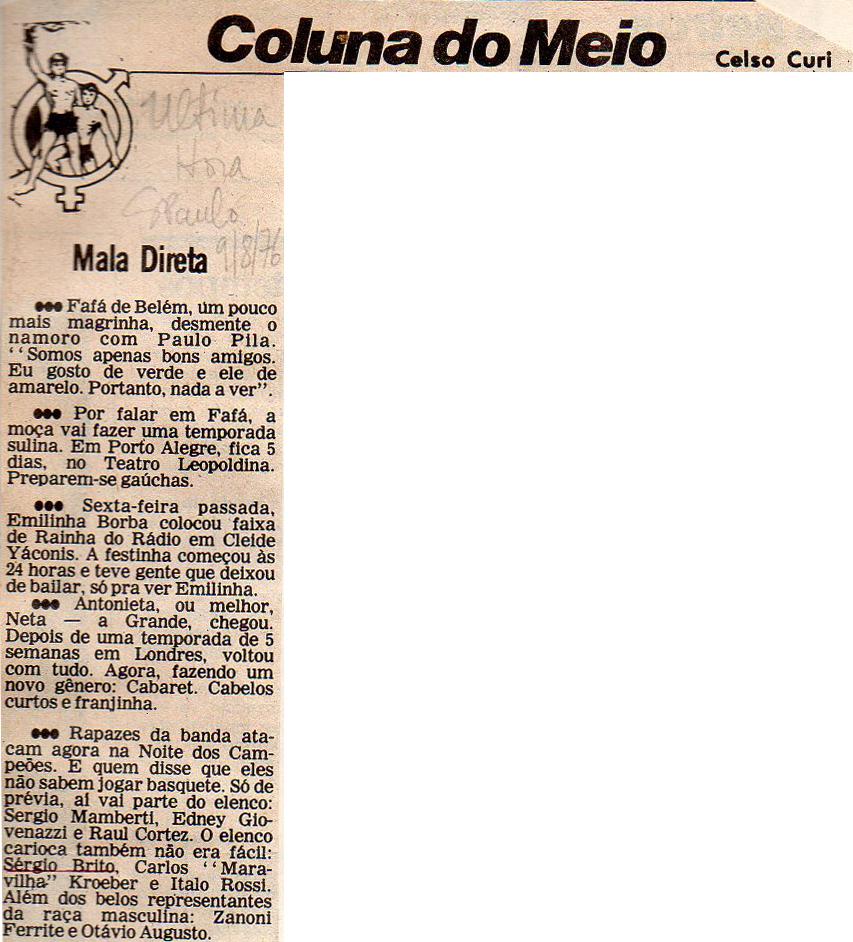 Coluna do Meio
Celso Curi
Ultima
Hora
S Paulo
9/8/76
Mala Direta
●●● Fafá de Belém, um pouco
mais magrinha, desmente o
namoro com Paulo Pila.
‘‘Somos apenas bons amigos.
Eu gosto de verde e ele de
amarelo. Portanto, nada a ver’’.
●●● Por falar em Fafá, a
moça vai fazer uma temporada
sulina. Em Porto Alegre, fica 5
dias, no Teatro Leopoldina.
Preparem-se gaúchas.
●●● Sexta-feira passada,
Emilinha Borba colocou faixa
de Rainha do Rádio em Cleide
Yáconis. A festinha começou às
24 horas e teve gente que deixou
de bailar, só pra ver Emilinha.
●●● Antonieta, ou melhor,
Neta — a Grande, chegou.
Depois de uma temporada de 5
semanas em Londres, voltou
com tudo. Agora, fazendo um
novo gênero: Cabaret. Cabelos
curtos e franjinha.
●●● Rapazes da banda ata-
cam agora na Noite dos Cam-
peões. E quem disse que eles
não sabem jogar basquete. Só de
prévia, aí vai parte do elenco:
Sergio Mamberti, Edney Gio-
venazzi e Raul Cortez. O elenco
carioca também não era fácil:
Sérgio Brito, Carlos ‘‘Mara-
vilha’’ Kroeber e Italo Rossi.
Além dos belos representantes
da raça masculina: Zanoni
Ferrite e Otávio Augusto.